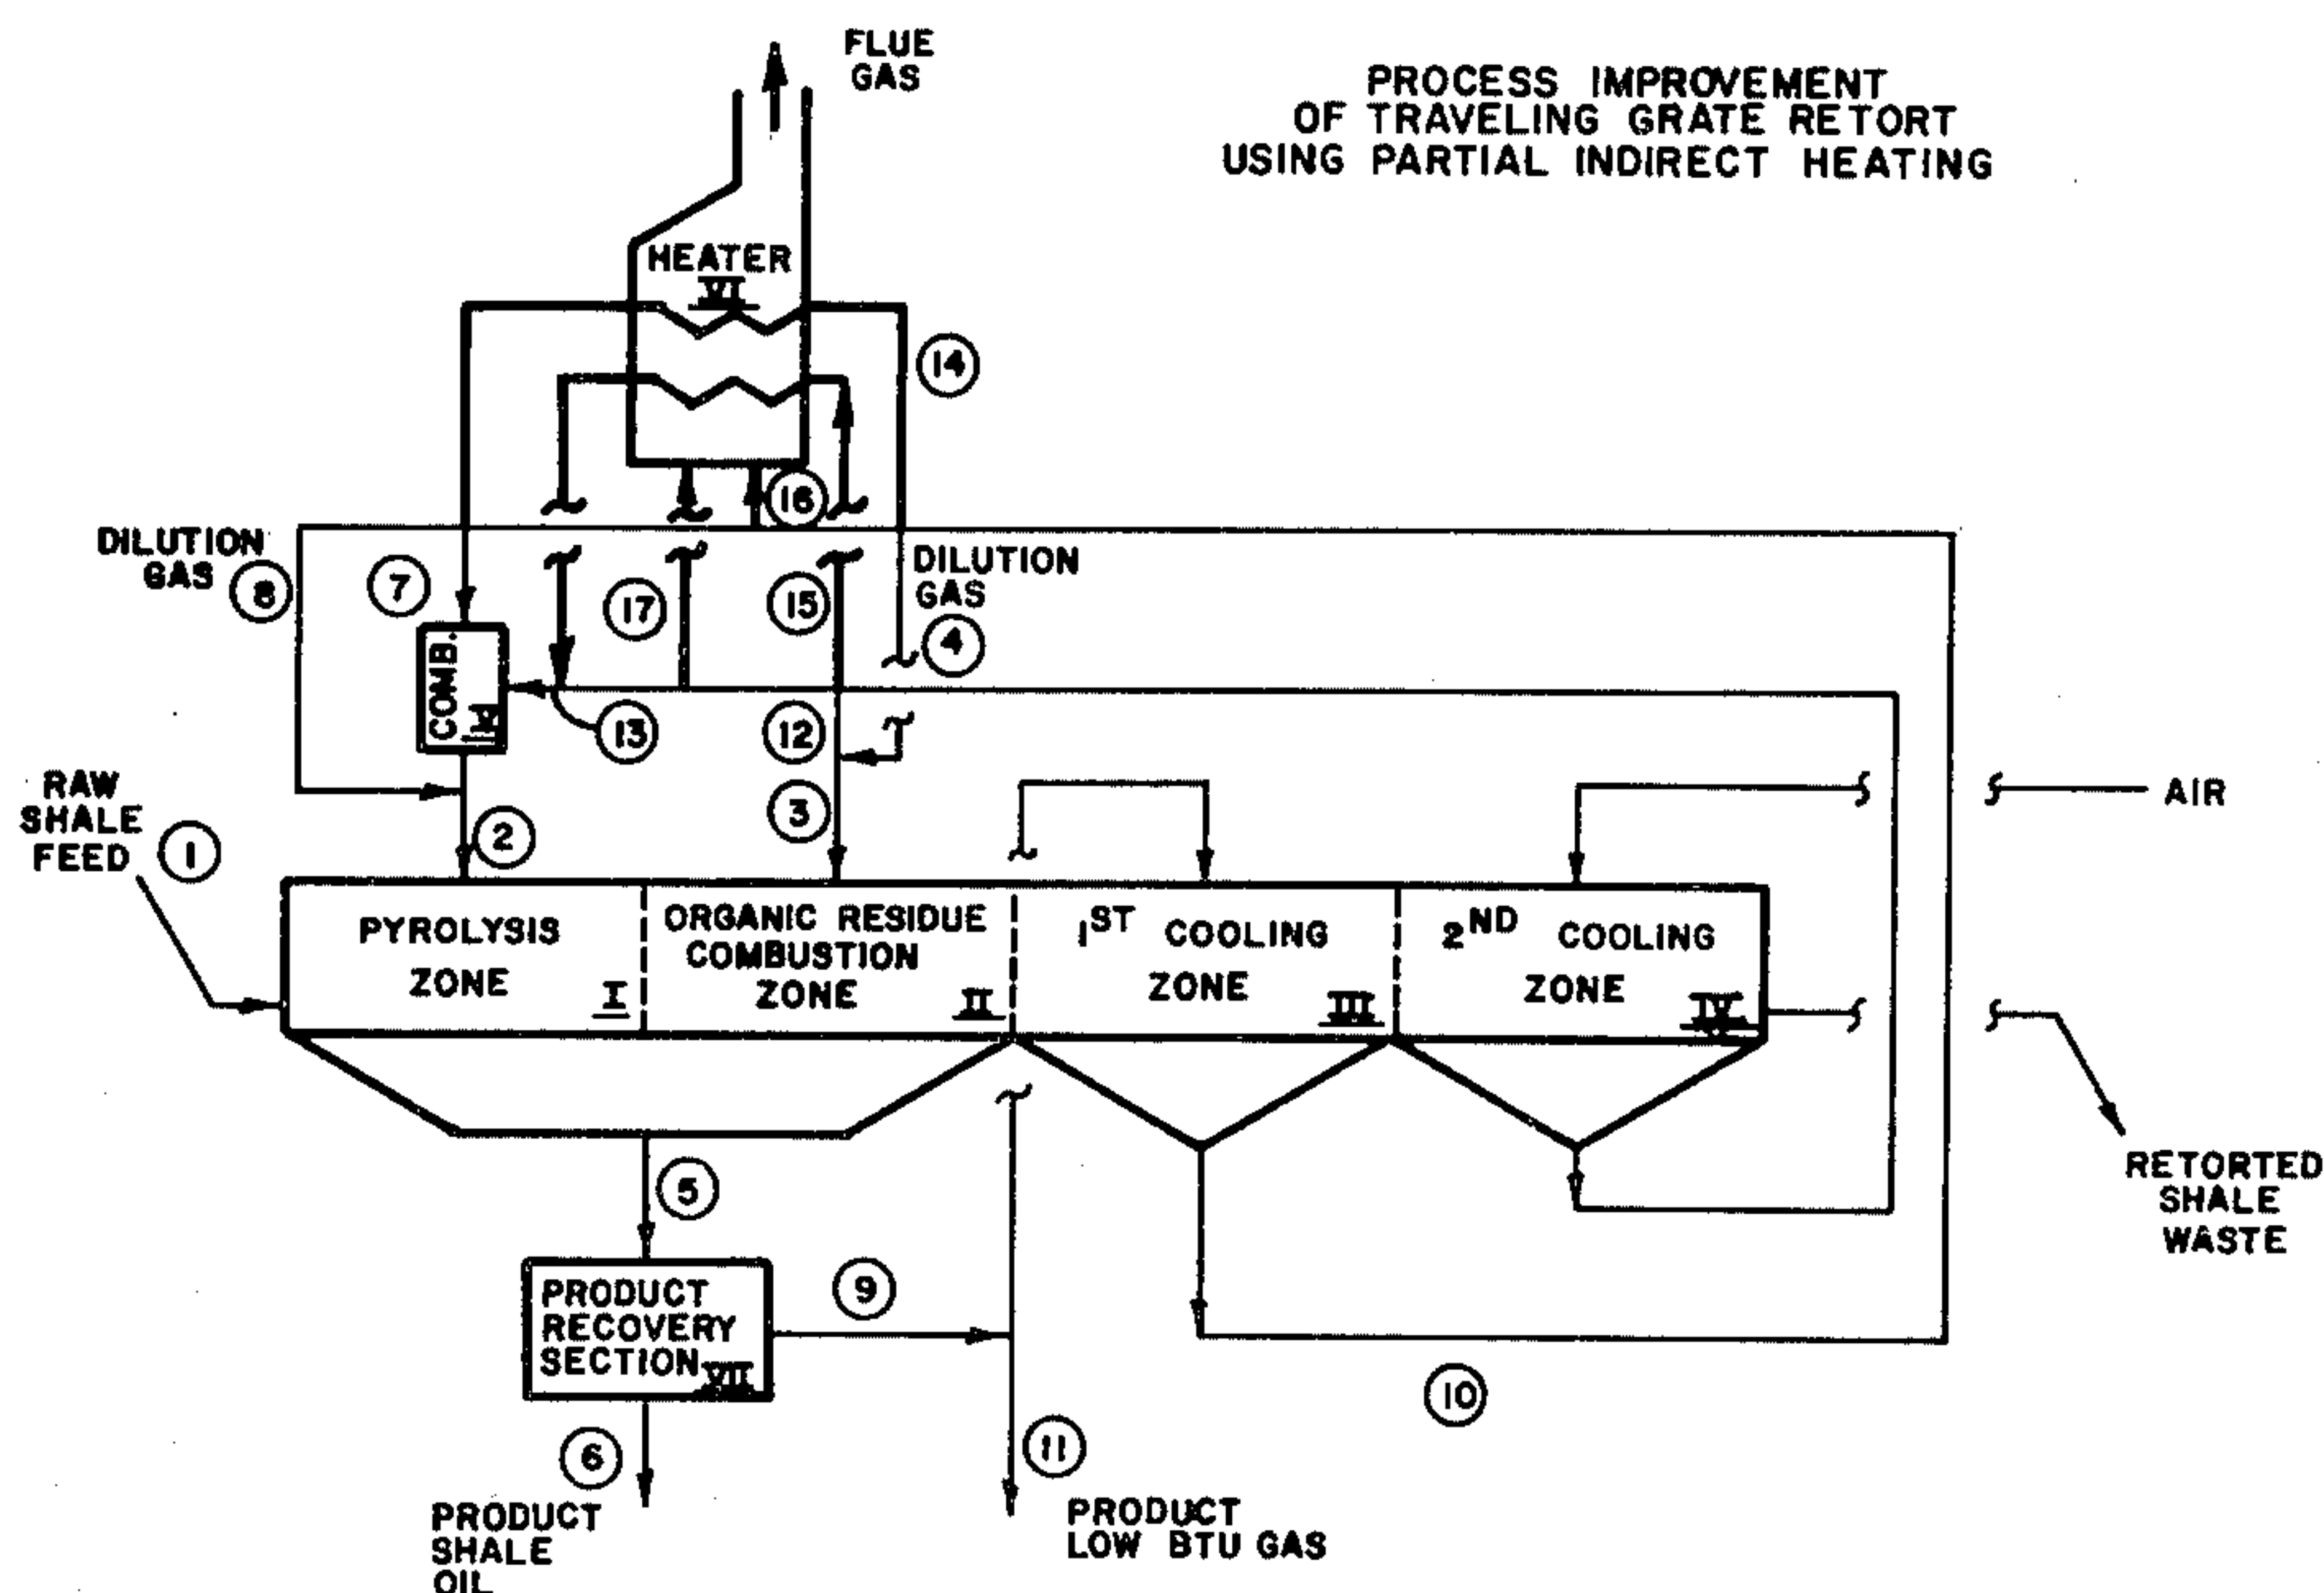 FLUE
GAS
PROCESS IMPROVEMENT
OF TRAVELING GRATE RETORT
USING PARTIAL INDIRECT HEATING
HEATER
VI
14
16
DILUTION
GAS
8
7
17
15
DILUTION
GAS
4
COMB.
13
12
3
RAW
SHALE
FEED
1
2
AIR
PYROLYSIS
ZONE
I
ORGANIC RESIDUE
COMBUSTION
ZONE
II
1ST COOLING
ZONE
III
2ND COOLING
ZONE
IV
5
RETORTED
SHALE
WASTE
PRODUCT
RECOVERY
SECTION
VII
9
10
6
11
PRODUCT
SHALE
OIL
PRODUCT
LOW BTU GAS